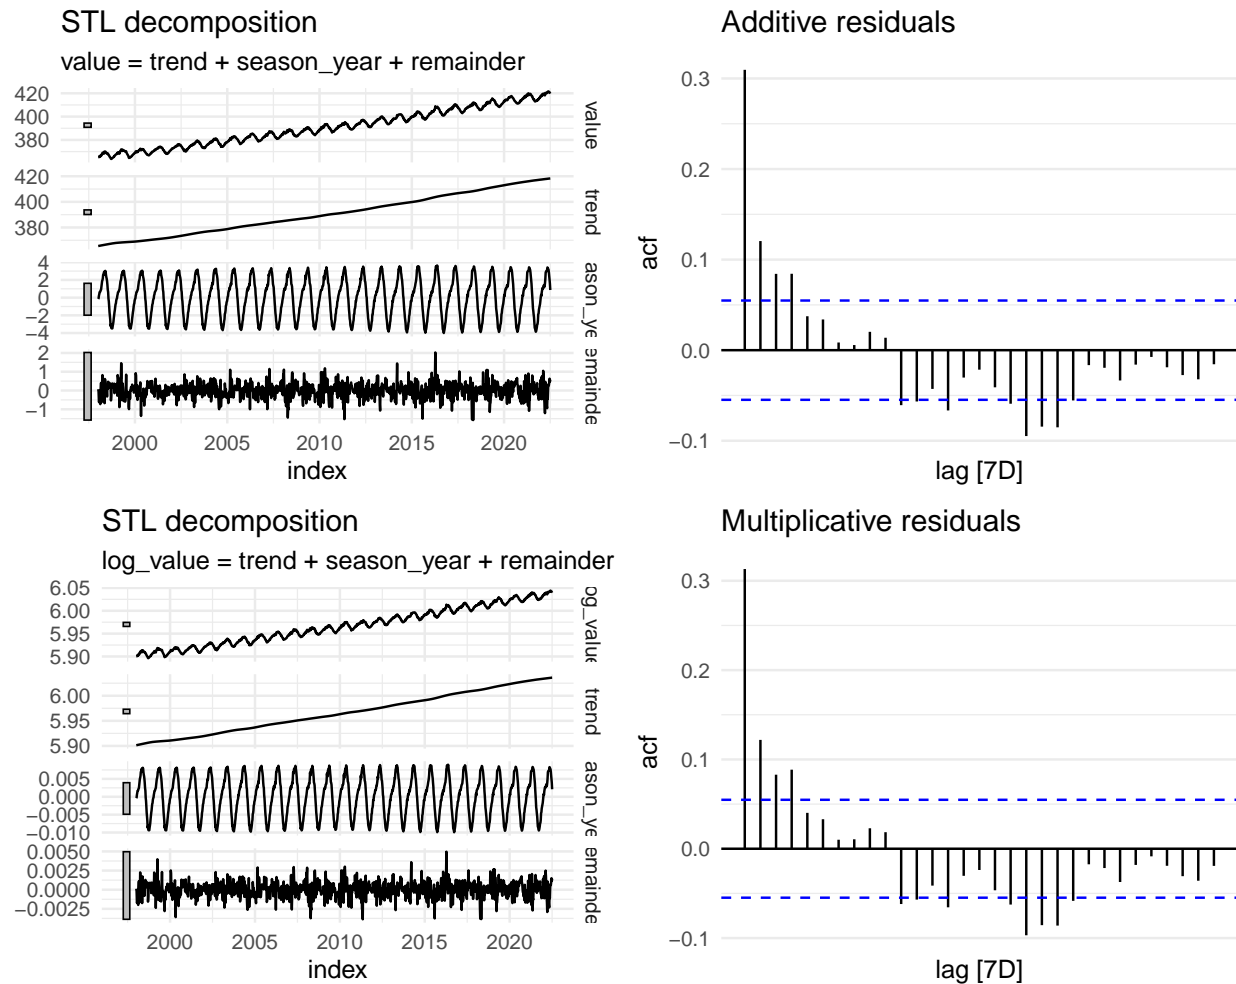 STL decomposition
value = trend + season_year + remainder
420
400
380
value
420
400
380
trend
4
2
0
−2
−4
ason_ye
2
1
0
−1
emainde
2000 2005 2010 2015 2020
index
Additive residuals
0.3
0.2
0.1
0.0
−0.1
acf
lag [7D]
STL decomposition
log_value = trend + season_year + remainder
6.05
6.00
5.95
5.90
og_value
6.00
5.95
5.90
trend
0.005
0.000
−0.005
−0.010
ason_ye
0.0050
0.0025
0.0000
−0.0025
emainde
2000 2005 2010 2015 2020
index
Multiplicative residuals
0.3
0.2
0.1
0.0
−0.1
acf
lag [7D]